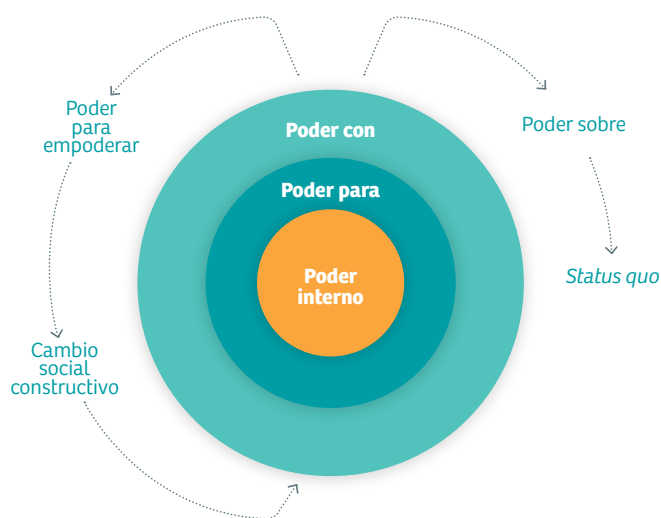 Poder
para
empoderar
Poder con
Poder sobre
Poder para
Poder
interno
Status quo
Cambio
social
constructivo